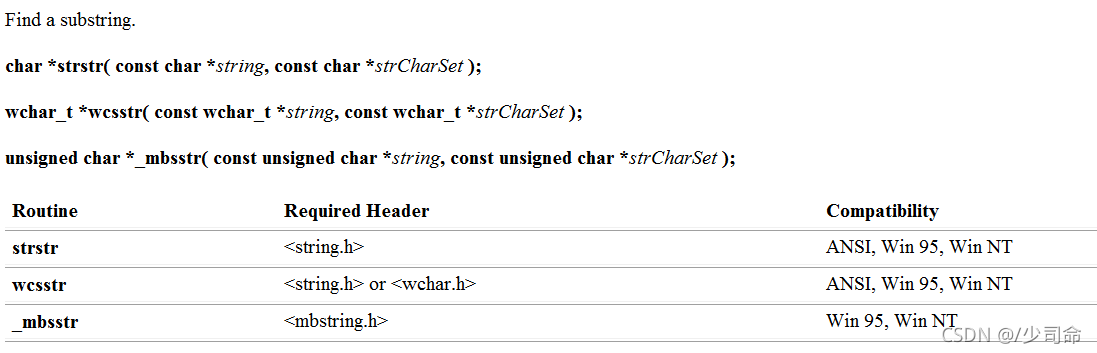 Find a substring.
char *strstr( const char *string, const char *strCharSet );
wchar_t *wcsstr( const wchar_t *string, const wchar_t *strCharSet );
unsigned char *_mbsstr( const unsigned char *string, const unsigned char *strCharSet );
Routine Required Header Compatibility
strstr <string.h> ANSI, Win 95, Win NT
wcsstr <string.h> or <wchar.h> ANSI, Win 95, Win NT
_mbsstr <mbstring.h> Win 95, Win NT
CSDN @/少司命